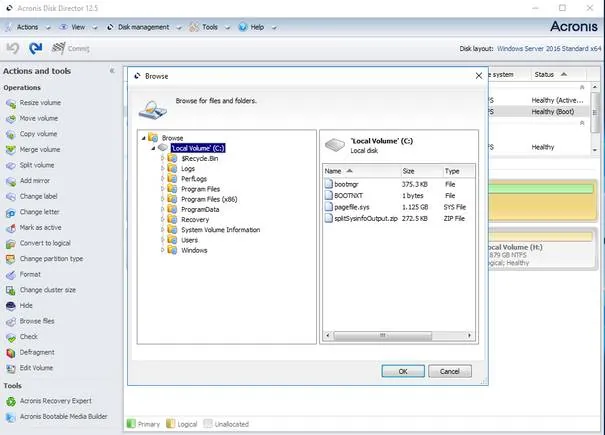 Acronis Disk Director 12.5
Actions View Disk management Tools Help
Acronis
Commit
Disk layout: Windows Server 2016 Standard x64
Actions and tools
Operations
Resize volume
Move volume
Copy volume
Merge volume
Split volume
Add mirror
Change label
Change letter
Mark as active
Convert to logical
Change partition type
Format
Change cluster size
Hide
Browse files
Check
Defragment
Edit Volume
Tools
Acronis Recovery Expert
Acronis Bootable Media Builder
Browse
Browse for files and folders.
Browse
'Local Volume' (C:)
$Recycle.Bin
Logs
PerfLogs
Program Files
Program Files (x86)
ProgramData
Recovery
System Volume Information
Users
Windows
'Local Volume' (C:)
Local disk
Name Size Type
bootmgr 375.3 KB File
BOOTNXT 1 bytes File
pagefile.sys 1.125 GB SYS File
splitSysinfoOutput.zip 272.5 KB ZIP File
OK Cancel
e system Status
FS Healthy (Active...
FS Healthy (Boot)
FS Healthy
ocal Volume (H:)
879 GB NTFS
ogical; Healthy
Primary Logical Unallocated